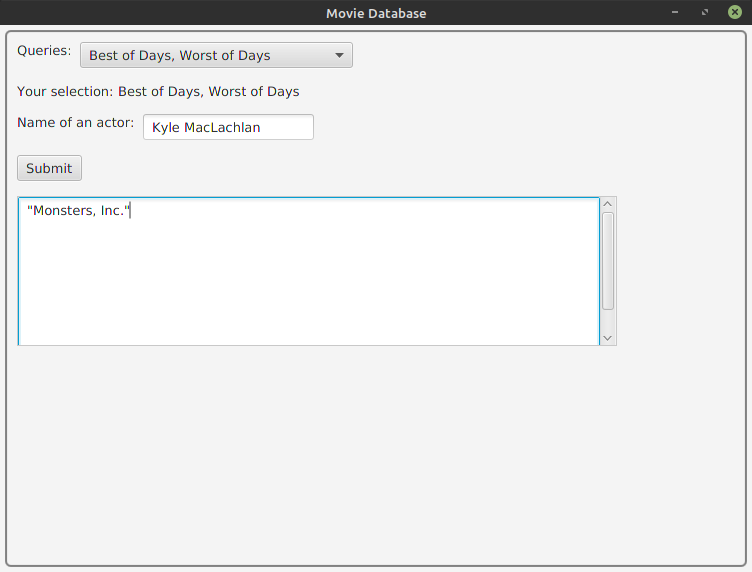 Movie Database
Queries: Best of Days, Worst of Days
Your selection: Best of Days, Worst of Days
Name of an actor: Kyle MacLachlan
Submit
"Monsters, Inc."